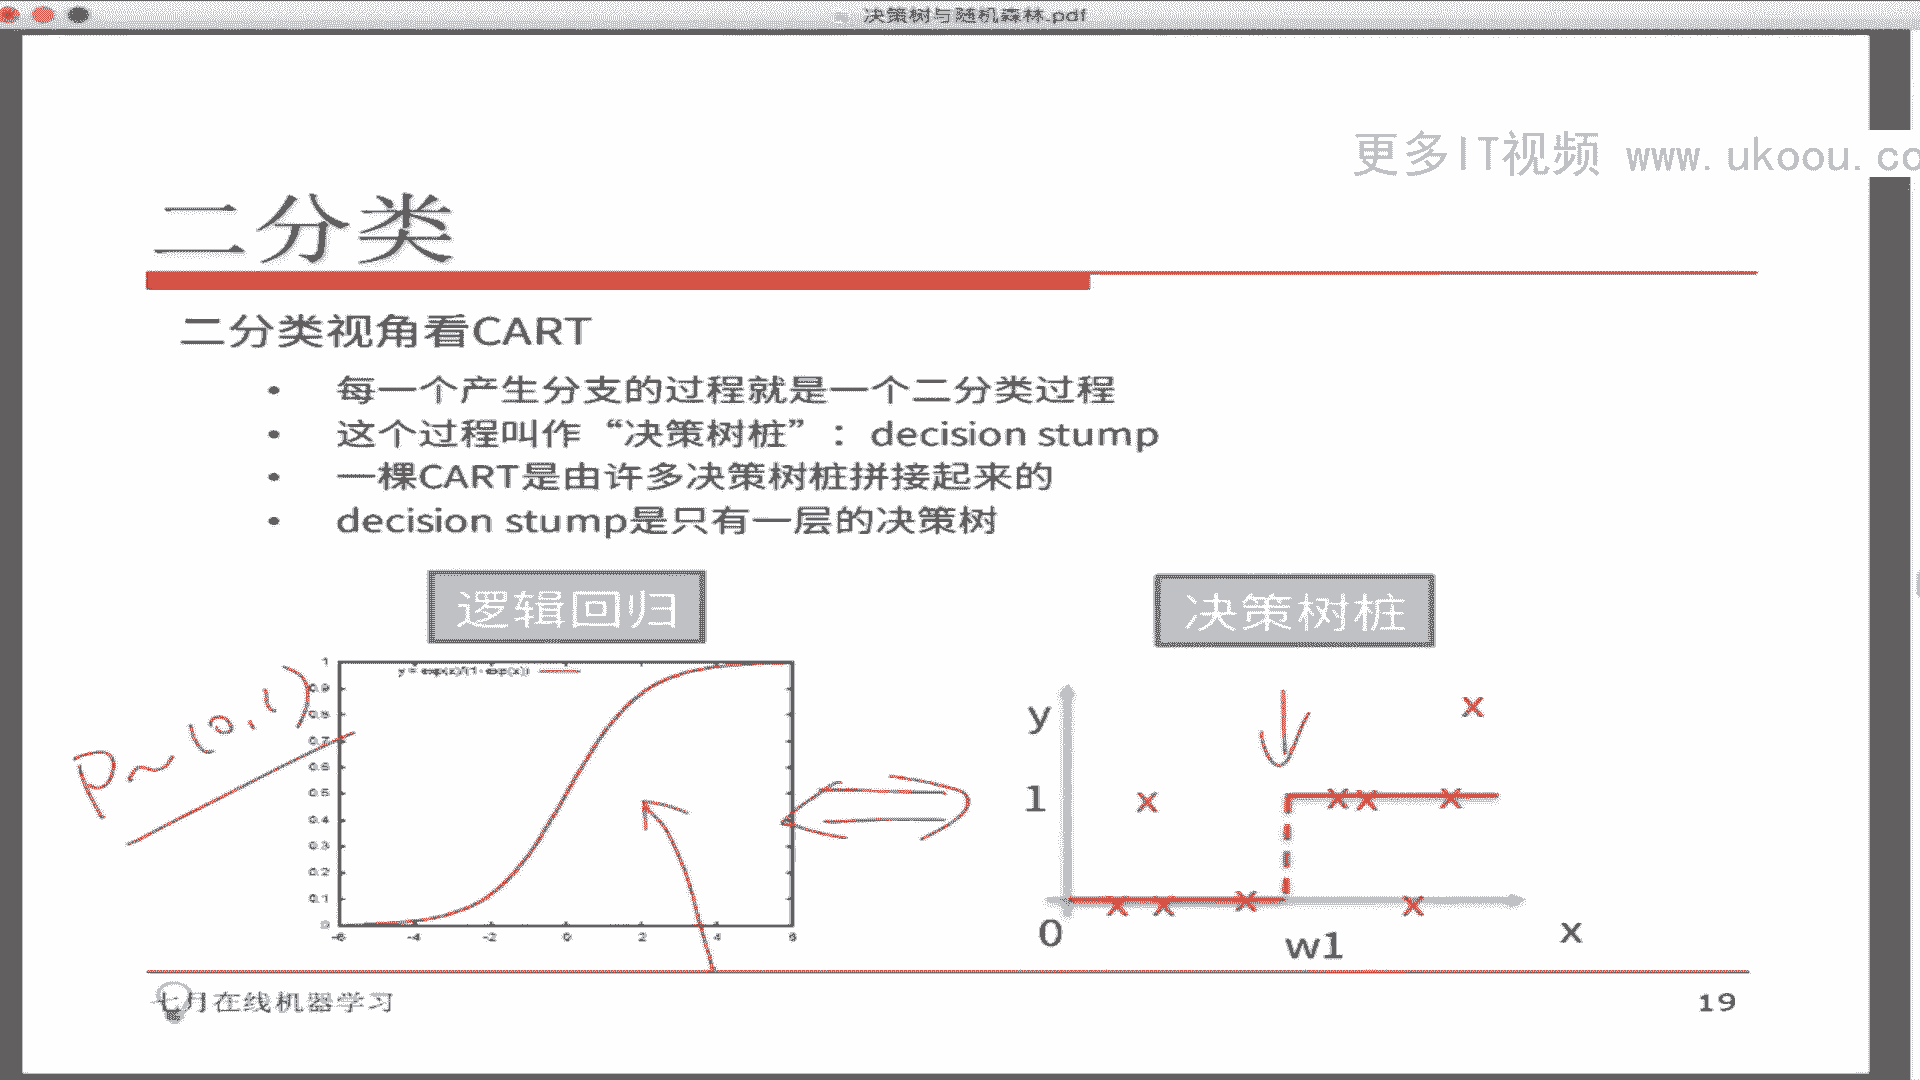 决策树与随机森林.pdf
更多IT视频 www.ukoou.co
二分类
二分类视角看CART
• 每一个产生分支的过程就是一个二分类过程
• 这个过程叫作“决策树桩”：decision stump
• 一棵CART是由许多决策树桩拼接起来的
• decision stump是只有一层的决策树
逻辑回归
决策树桩
P~(0,1)
1
0.9
0.8
0.7
0.6
0.5
0.4
0.3
0.2
0.1
0
-6 -4 -2 0 2 4 6
y
1
0
w1
x
七月在线机器学习
19